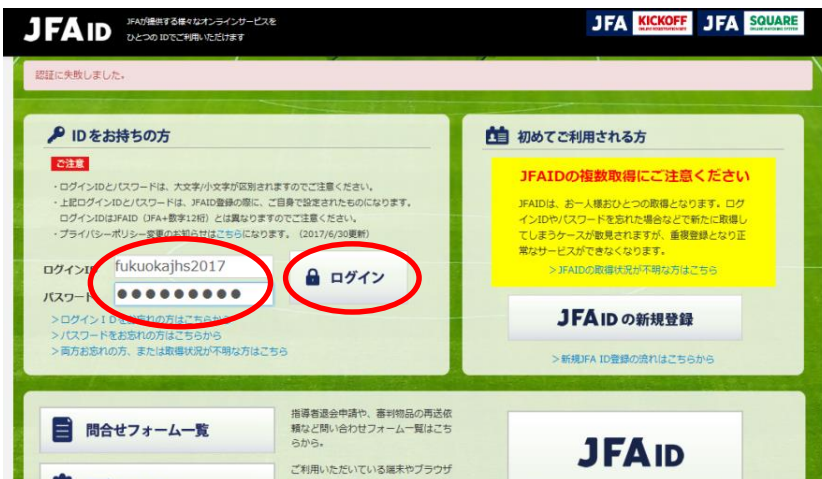 JFA ID
JFAが提供する様々なオンラインサービスを
ひとつの IDでご利用いただけます
JFA KICKOFF JFA SQUARE
認証に失敗しました。
IDをお持ちの方
ご注意
・ログインIDとパスワードは、大文字/小文字が区別されますのでご注意ください。
・上記ログインIDとパスワードは、JFAID登録の際に、ご自身で設定されたものになります。
ログインIDはJFAID（JFA+数字12桁）とは異なりますのでご注意ください。
・プライバシーポリシー変更のお知らせはこちらになります。（2017/6/30更新）
ログインID fukuokajhs2017
パスワード ●●●●●●●●●
ログイン
＞ログインＩＤをお忘れの方はこちらから
＞パスワードをお忘れの方はこちらから
＞両方お忘れの方、または取得状況が不明な方はこちら
初めてご利用される方
JFAIDの複数取得にご注意ください
JFAIDは、お一人様おひとつの取得となります。ログ
インIDやパスワードを忘れた場合などで新たに取得し
てしまうケースが散見されますが、重複登録となり正
常なサービスができなくなります。
＞JFAIDの取得状況が不明な方はこちら
JFA ID の新規登録
＞新規JFA ID登録の流れはこちらから
問合せフォーム一覧
指導者退会申請や、審判物品の再送依
頼など問い合わせフォーム一覧はこち
らから。
ご利用いただいている端末やブラウザ
JFA ID